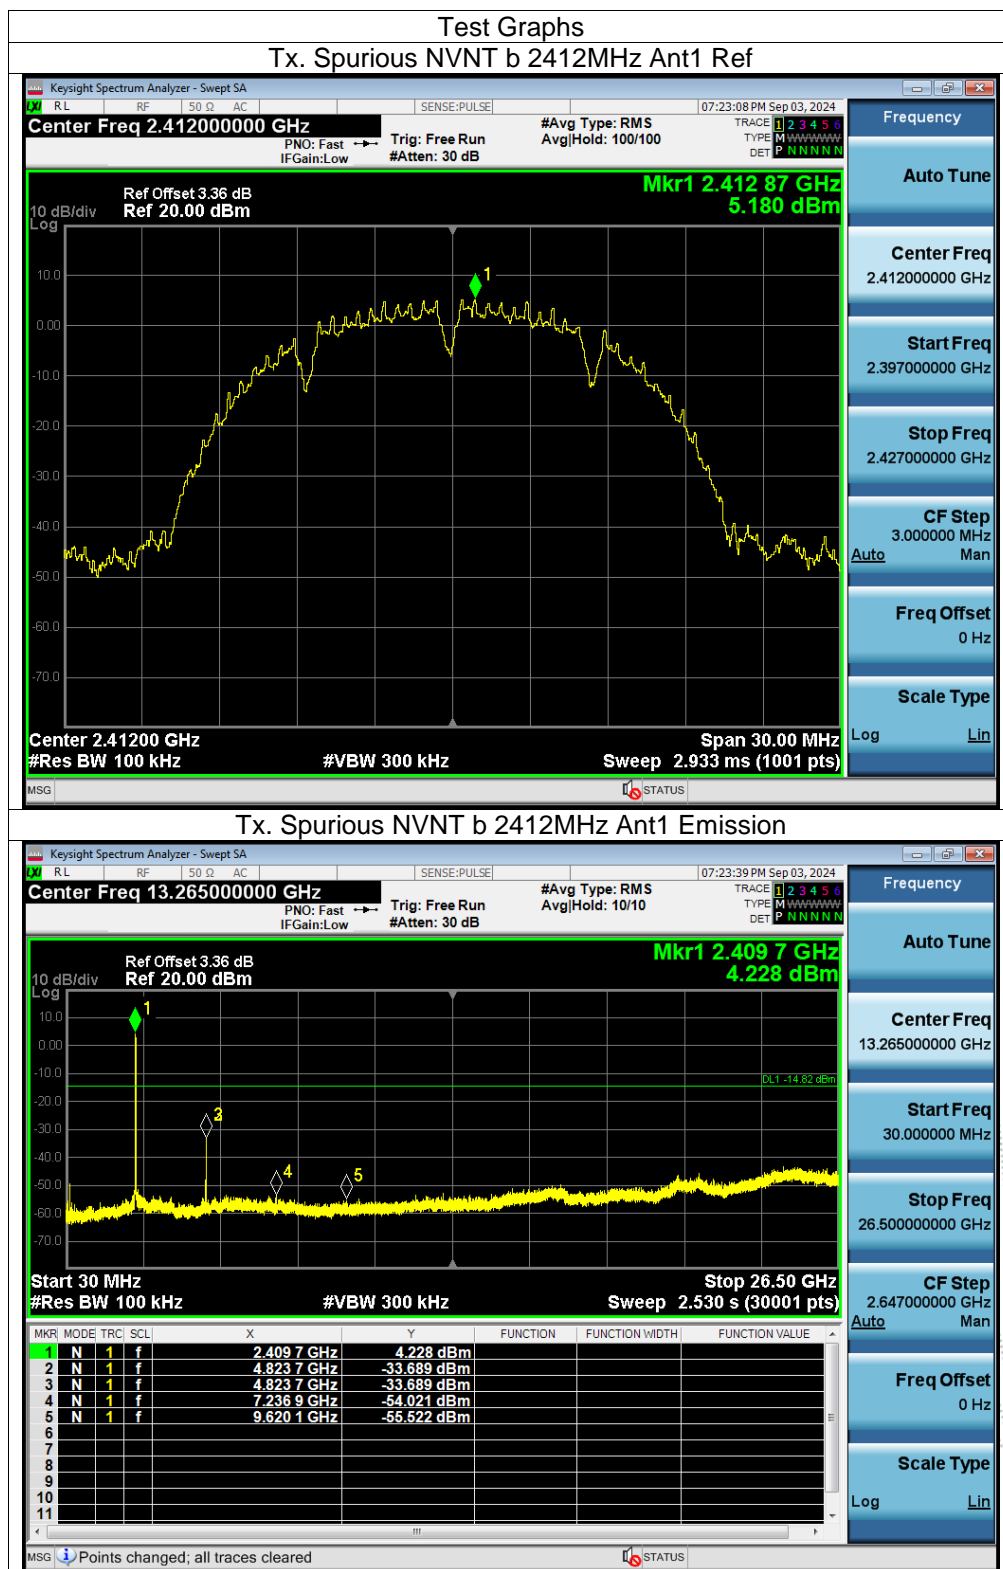 Test Graphs
Tx. Spurious NVNT b 2412MHz Ant1 Ref
Keysight Spectrum Analyzer - Swept SA
LXI RL RF 50 Ω AC SENSE:PULSE 07:23:08 PM Sep 03, 2024
Center Freq 2.412000000 GHz #Avg Type: RMS TRACE 1 2 3 4 5 6
PNO: Fast Trig: Free Run Avg|Hold: 100/100 TYPE M WWWWW
IFGain:Low #Atten: 30 dB DET P N N N N N
Frequency
Mkr1 2.412 87 GHz
5.180 dBm
Ref Offset 3.36 dB
10 dB/div Ref 20.00 dBm
Log
1
10.0
0.00
-10.0
-20.0
-30.0
-40.0
-50.0
-60.0
-70.0
Center 2.41200 GHz Span 30.00 MHz
#Res BW 100 kHz #VBW 300 kHz Sweep 2.933 ms (1001 pts)
MSG STATUS
Auto Tune
Center Freq
2.412000000 GHz
Start Freq
2.397000000 GHz
Stop Freq
2.427000000 GHz
CF Step
3.000000 MHz
Auto Man
Freq Offset
0 Hz
Scale Type
Log Lin
Tx. Spurious NVNT b 2412MHz Ant1 Emission
Keysight Spectrum Analyzer - Swept SA
LXI RL RF 50 Ω AC SENSE:PULSE 07:23:39 PM Sep 03, 2024
Center Freq 13.265000000 GHz #Avg Type: RMS TRACE 1 2 3 4 5 6
PNO: Fast Trig: Free Run Avg|Hold: 10/10 TYPE M WWWWW
IFGain:Low #Atten: 30 dB DET P N N N N N
Frequency
Mkr1 2.409 7 GHz
4.228 dBm
Ref Offset 3.36 dB
10 dB/div Ref 20.00 dBm
Log
1
10.0
0.00
-10.0
DL1 -14.82 dBm
-20.0
3
-30.0
-40.0
4 5
-50.0
-60.0
-70.0
Start 30 MHz Stop 26.50 GHz
#Res BW 100 kHz #VBW 300 kHz Sweep 2.530 s (30001 pts)
MKR MODE TRC SCL X Y FUNCTION FUNCTION WIDTH FUNCTION VALUE
1 N 1 f 2.409 7 GHz 4.228 dBm
2 N 1 f 4.823 7 GHz -33.689 dBm
3 N 1 f 4.823 7 GHz -33.689 dBm
4 N 1 f 7.236 9 GHz -54.021 dBm
5 N 1 f 9.620 1 GHz -55.522 dBm
6
7
8
9
10
11
MSG Points changed; all traces cleared STATUS
Auto Tune
Center Freq
13.265000000 GHz
Start Freq
30.000000 MHz
Stop Freq
26.500000000 GHz
CF Step
2.647000000 GHz
Auto Man
Freq Offset
0 Hz
Scale Type
Log Lin